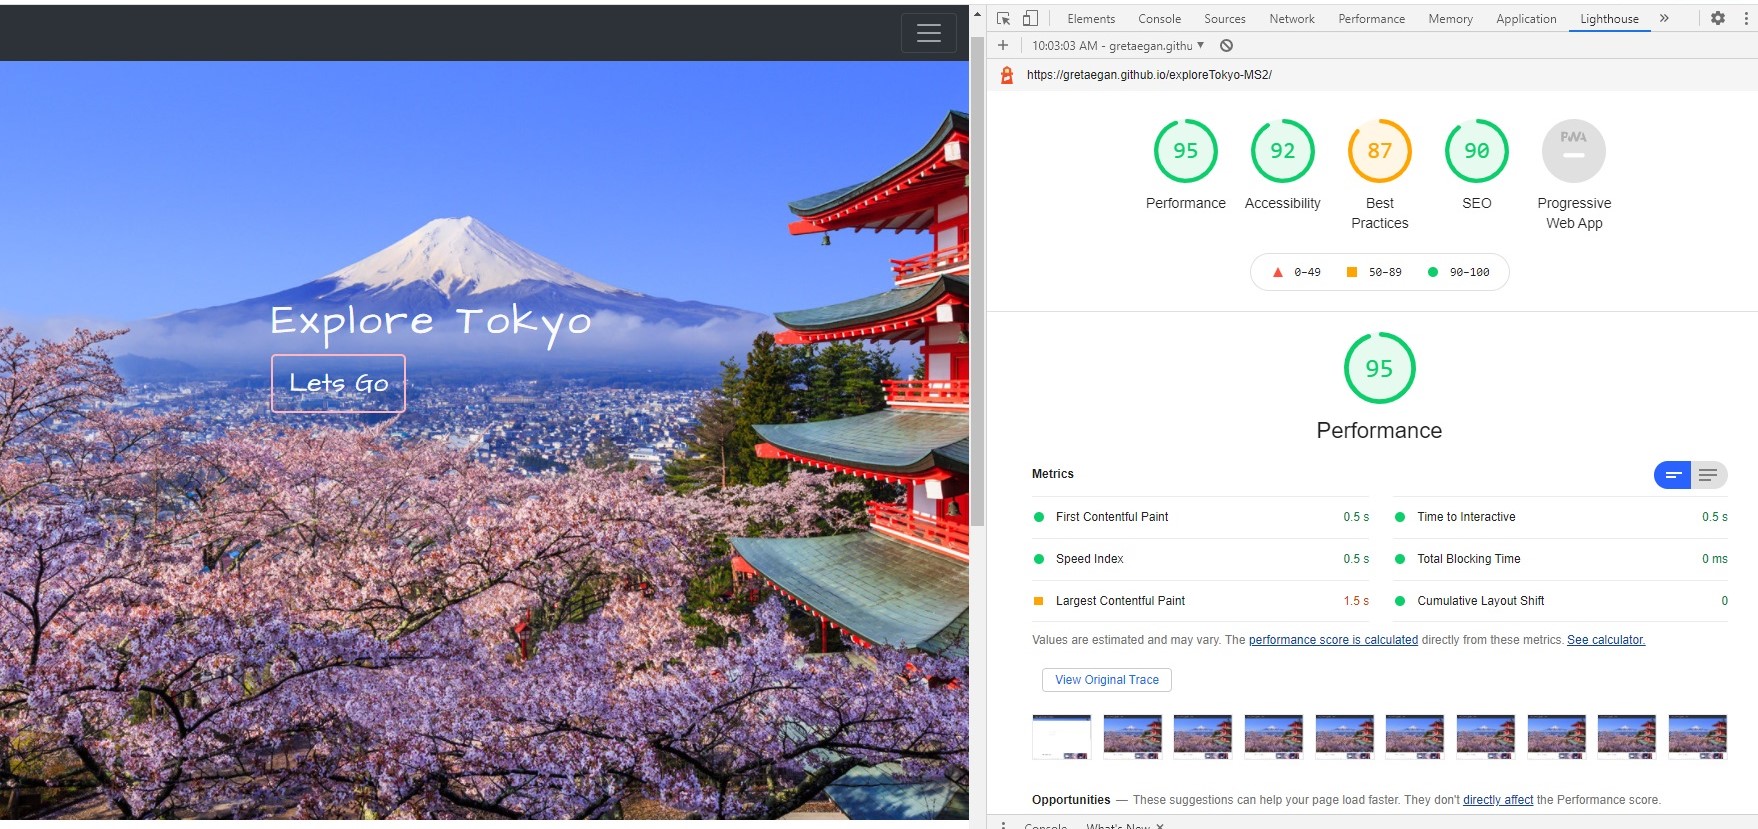 Explore Tokyo
Lets Go
Elements Console Sources Network Performance Memory Application Lighthouse »
10:03:03 AM - gretaegan.githu
https://gretaegan.github.io/exploreTokyo-MS2/
95 92 87 90 PWA
Performance Accessibility Best Practices SEO Progressive Web App
0–49 50–89 90–100
95
Performance
Metrics
First Contentful Paint 0.5 s
Time to Interactive 0.5 s
Speed Index 0.5 s
Total Blocking Time 0 ms
Largest Contentful Paint 1.5 s
Cumulative Layout Shift 0
Values are estimated and may vary. The performance score is calculated directly from these metrics. See calculator.
View Original Trace
Opportunities — These suggestions can help your page load faster. They don't directly affect the Performance score.
Console What's New ×